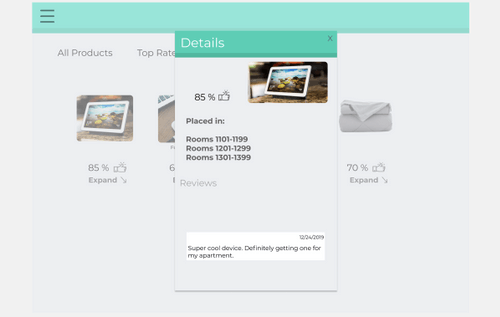 Details
X
All Products
Top Rate
85 %
Placed in:
Rooms 1101-1199
Rooms 1201-1299
Rooms 1301-1399
Reviews
12/24/2019
Super cool device. Definitely getting one for
my apartment.
85 %
Expand
6
70 %
Expand